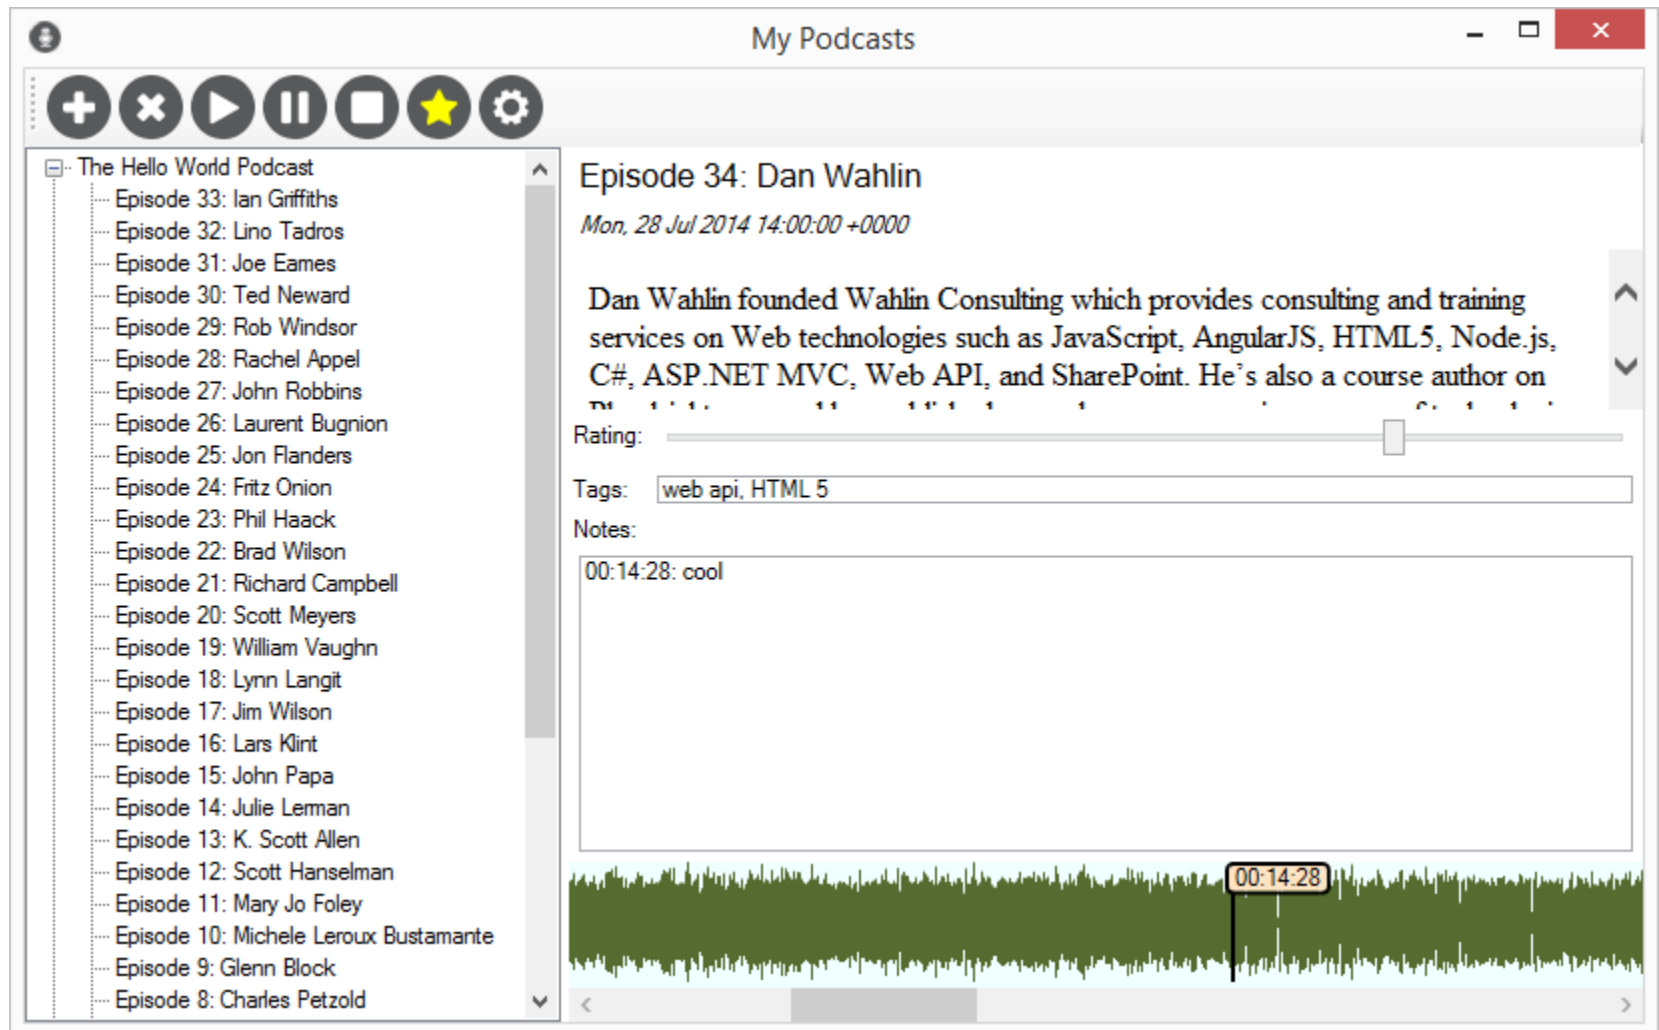 My Podcasts
The Hello World Podcast
Episode 33: Ian Griffiths
Episode 32: Lino Tadros
Episode 31: Joe Eames
Episode 30: Ted Neward
Episode 29: Rob Windsor
Episode 28: Rachel Appel
Episode 27: John Robbins
Episode 26: Laurent Bugnion
Episode 25: Jon Flanders
Episode 24: Fritz Onion
Episode 23: Phil Haack
Episode 22: Brad Wilson
Episode 21: Richard Campbell
Episode 20: Scott Meyers
Episode 19: William Vaughn
Episode 18: Lynn Langit
Episode 17: Jim Wilson
Episode 16: Lars Klint
Episode 15: John Papa
Episode 14: Julie Lerman
Episode 13: K. Scott Allen
Episode 12: Scott Hanselman
Episode 11: Mary Jo Foley
Episode 10: Michele Leroux Bustamante
Episode 9: Glenn Block
Episode 8: Charles Petzold
Episode 34: Dan Wahlin
Mon, 28 Jul 2014 14:00:00 +0000
Dan Wahlin founded Wahlin Consulting which provides consulting and training
services on Web technologies such as JavaScript, AngularJS, HTML5, Node.js,
C#, ASP.NET MVC, Web API, and SharePoint. He's also a course author on
Rating:
Tags: web api, HTML 5
Notes:
00:14:28: cool
00:14:28